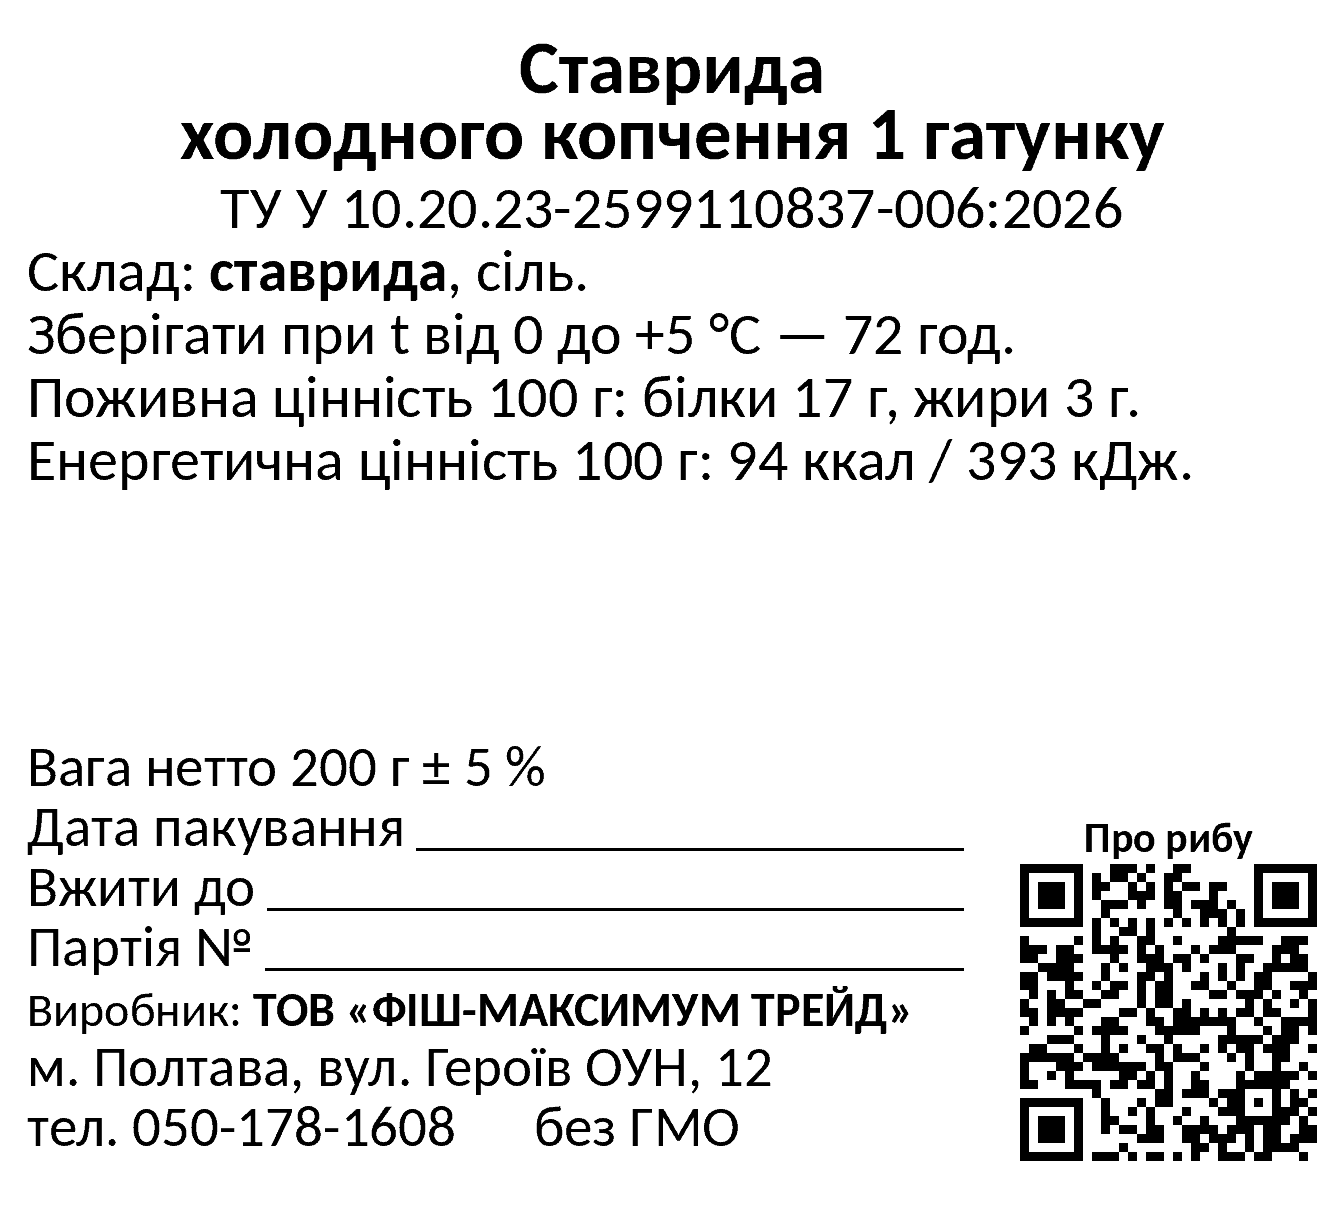 Ставрида
холодного копчення 1 гатунку
ТУ У 10.20.23-2599110837-006:2026
Склад: ставрида, сіль.
Зберігати при t від 0 до +5 °С — 72 год.
Поживна цінність 100 г: білки 17 г, жири 3 г.
Енергетична цінність 100 г: 94 ккал / 393 кДж.
Вага нетто 200 г ± 5 %
Дата пакування
Вжити до
Партія №
Виробник: ТОВ «ФІШ-МАКСИМУМ ТРЕЙД»
м. Полтава, вул. Героїв ОУН, 12
тел. 050-178-1608 без ГМО
Про рибу